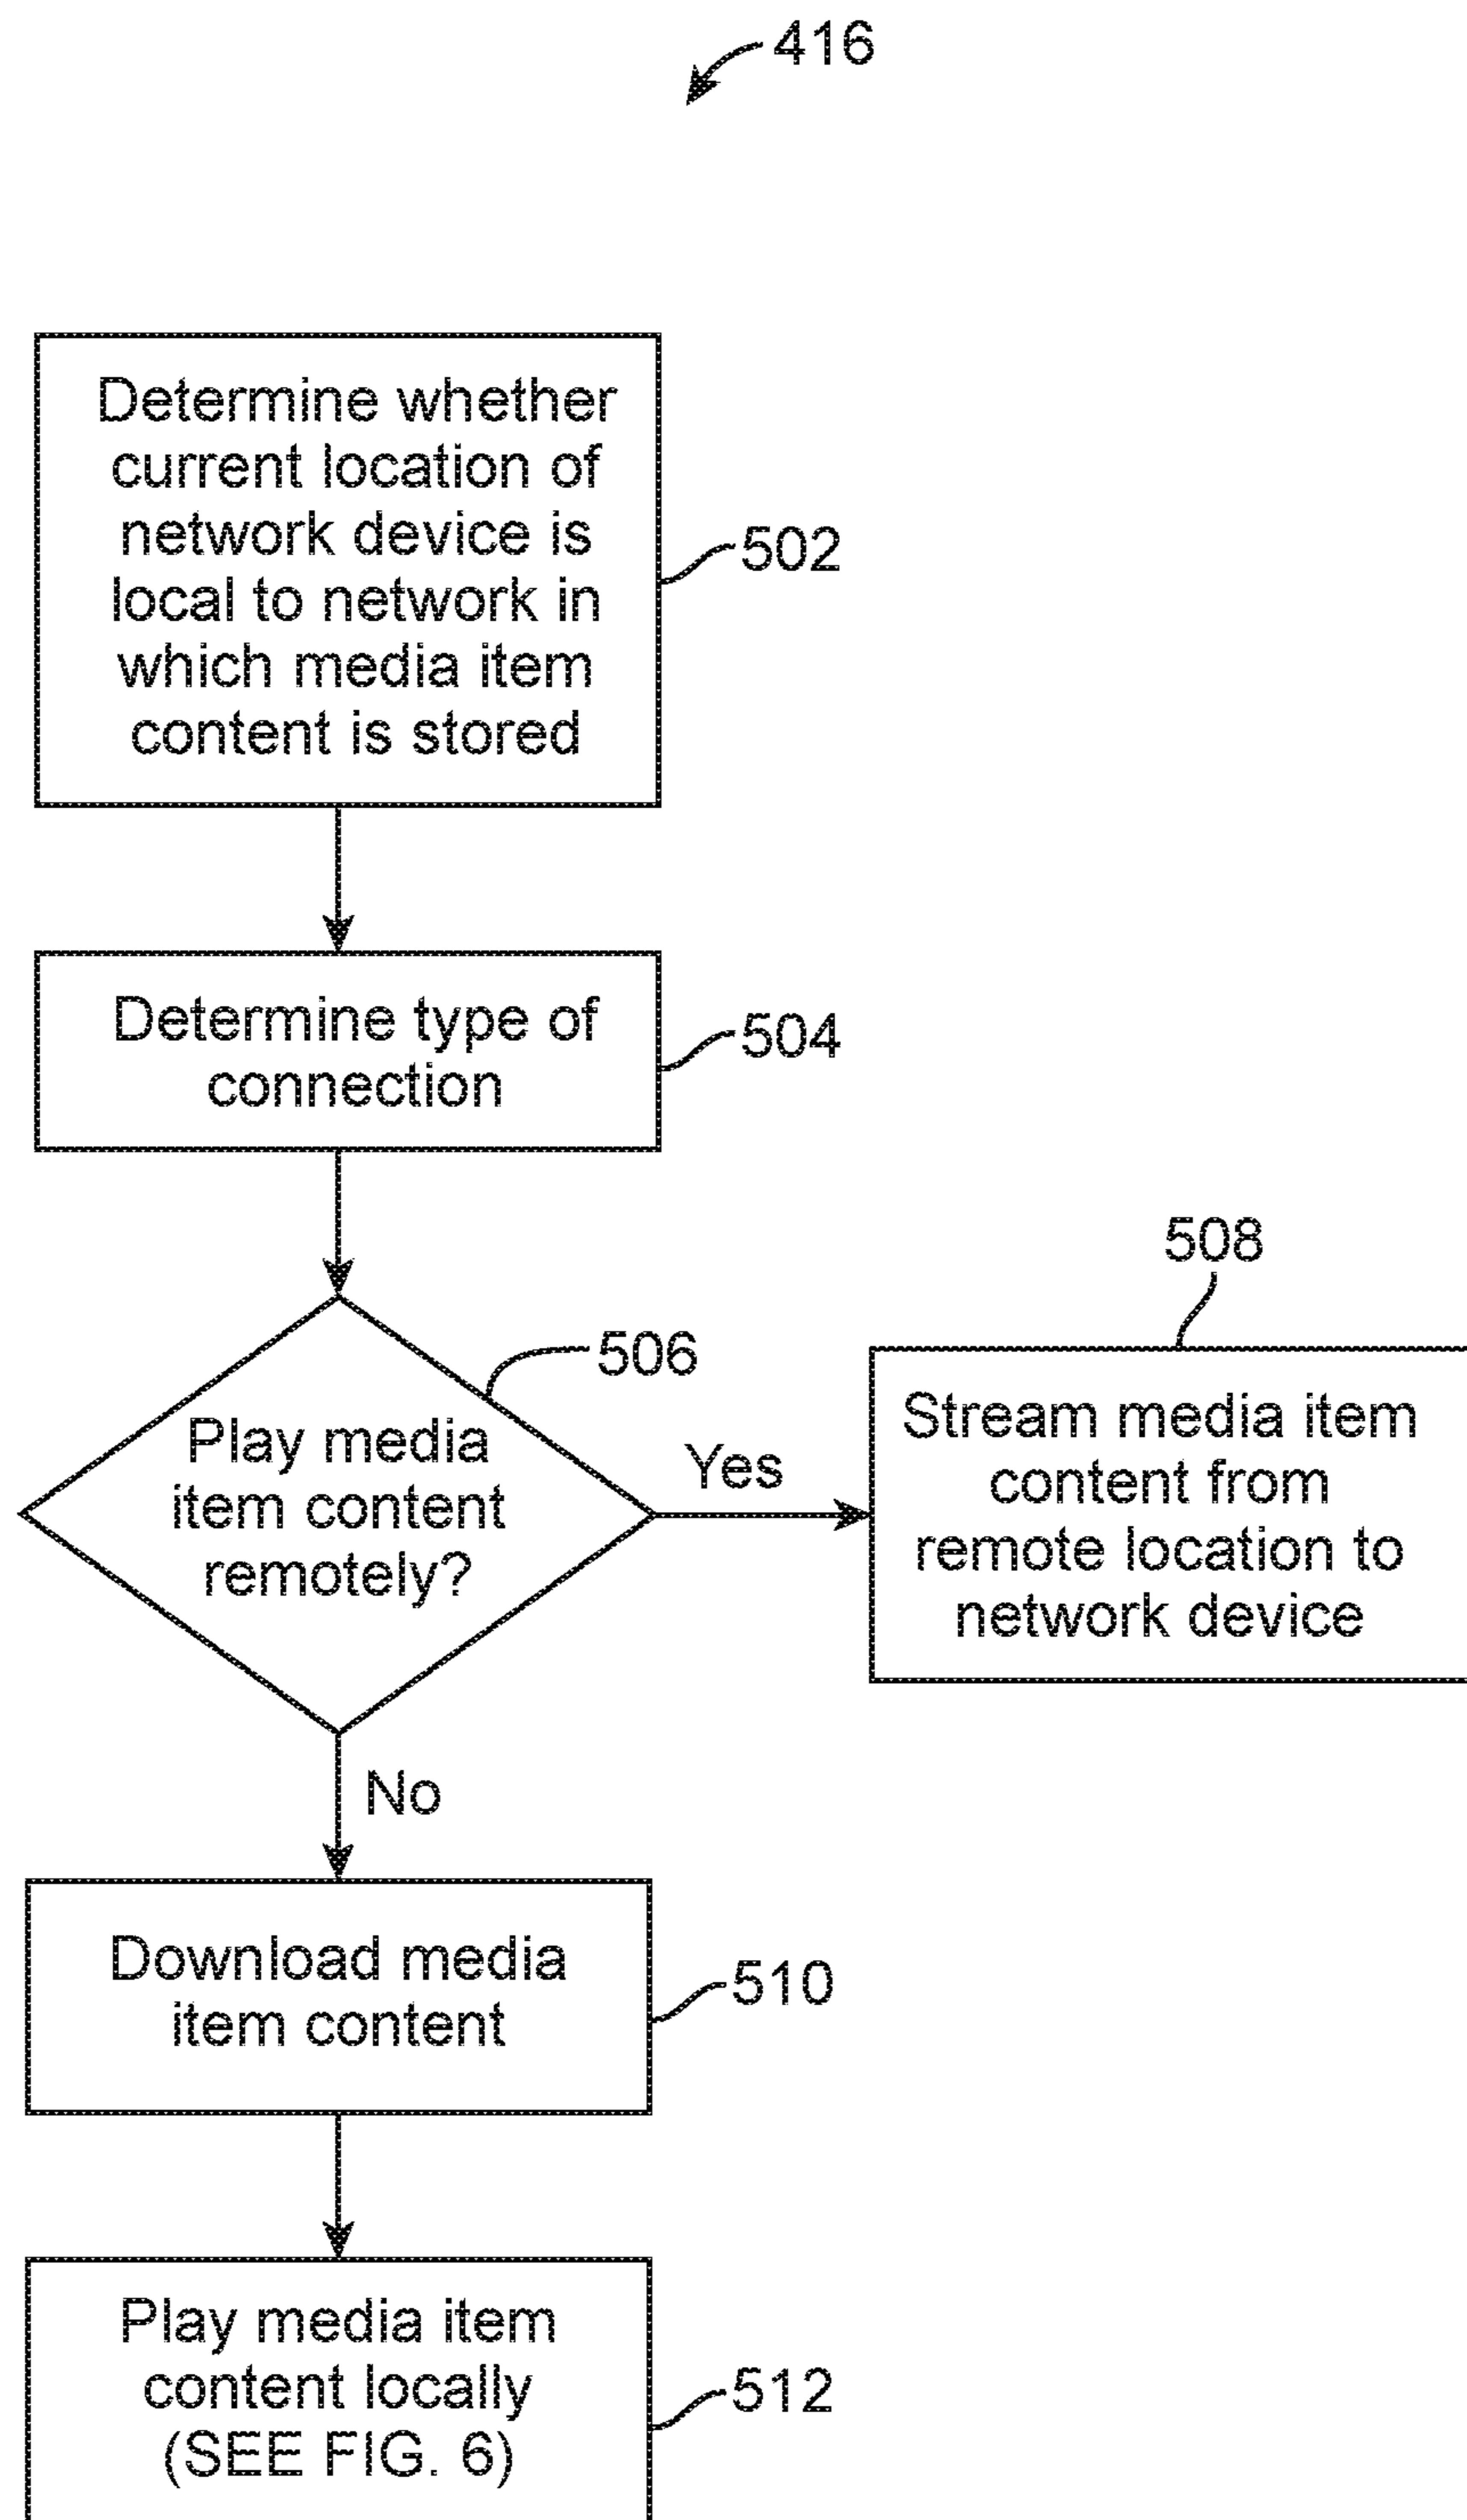 416
Determine whether
current location of
network device is
local to network in
which media item
content is stored
502
Determine type of
connection
504
506
Play media
item content
remotely?
Yes
508
Stream media item
content from
remote location to
network device
No
Download media
item content
510
Play media item
content locally
(SEE FIG. 6)
512